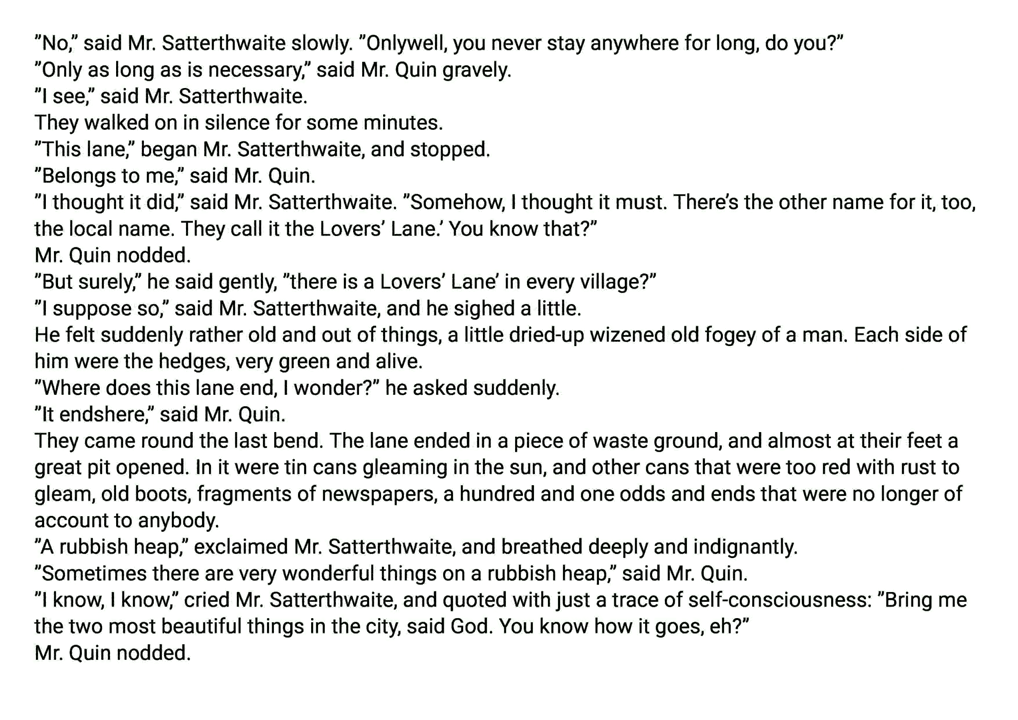 ”No,” said Mr. Satterthwaite slowly. ”Onlywell, you never stay anywhere for long, do you?”
”Only as long as is necessary,” said Mr. Quin gravely.
”I see,” said Mr. Satterthwaite.
They walked on in silence for some minutes.
”This lane,” began Mr. Satterthwaite, and stopped.
”Belongs to me,” said Mr. Quin.
”I thought it did,” said Mr. Satterthwaite. ”Somehow, I thought it must. There’s the other name for it, too,
the local name. They call it the Lovers’ Lane.’ You know that?”
Mr. Quin nodded.
”But surely,” he said gently, ”there is a Lovers’ Lane’ in every village?”
”I suppose so,” said Mr. Satterthwaite, and he sighed a little.
He felt suddenly rather old and out of things, a little dried-up wizened old fogey of a man. Each side of
him were the hedges, very green and alive.
”Where does this lane end, I wonder?” he asked suddenly.
”It endshere,” said Mr. Quin.
They came round the last bend. The lane ended in a piece of waste ground, and almost at their feet a
great pit opened. In it were tin cans gleaming in the sun, and other cans that were too red with rust to
gleam, old boots, fragments of newspapers, a hundred and one odds and ends that were no longer of
account to anybody.
”A rubbish heap,” exclaimed Mr. Satterthwaite, and breathed deeply and indignantly.
”Sometimes there are very wonderful things on a rubbish heap,” said Mr. Quin.
”I know, I know,” cried Mr. Satterthwaite, and quoted with just a trace of self-consciousness: ”Bring me
the two most beautiful things in the city, said God. You know how it goes, eh?”
Mr. Quin nodded.